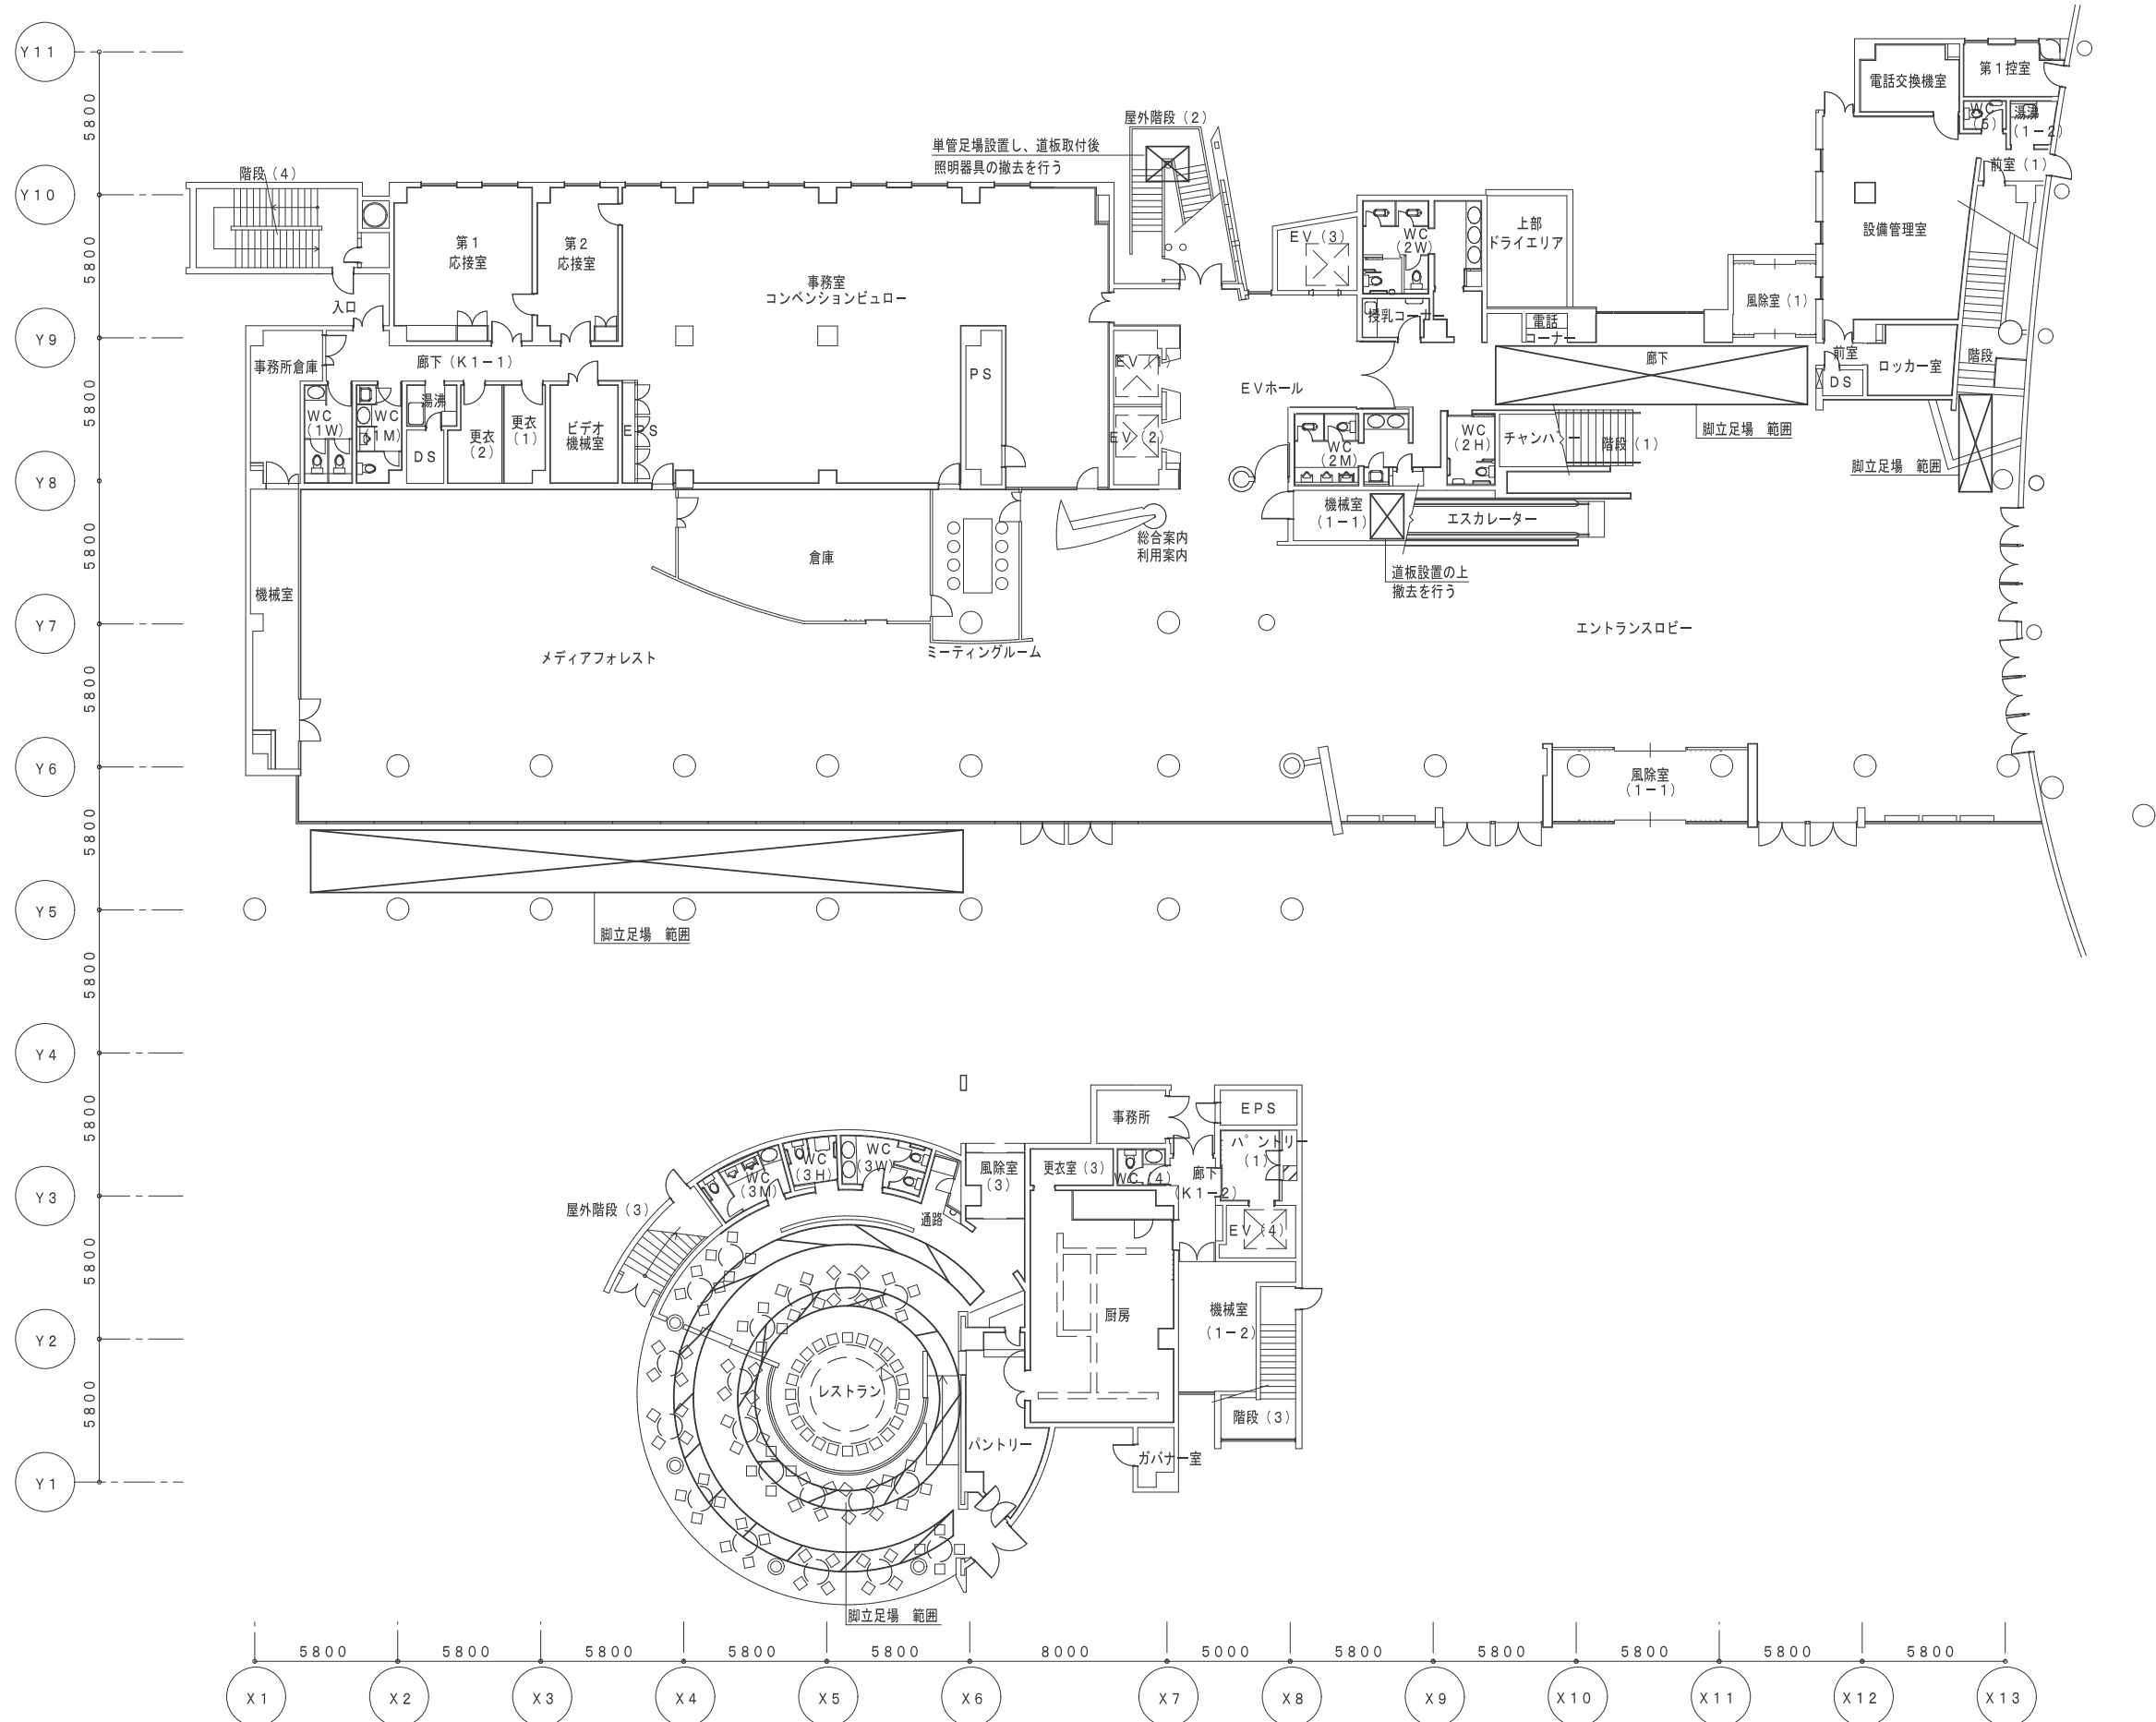 Y11
5800
Y10
5800
Y9
5800
Y8
5800
Y7
5800
Y6
5800
Y5
5800
Y4
5800
Y3
5800
Y2
5800
Y1
階段(4)
入口
第1
応接室
第2
応接室
事務室
コンベンションビュロー
単管足場設置し、道板取付後
照明器具の撤去を行う
屋外階段(2)
EV(3)
WC
(2W)
授乳コーナー
上部
ドライエリア
電話
コーナー
風除室(1)
廊下
脚立足場 範囲
電話交換機室
第1控室
WC
(5)
湯沸
(1-2)
前室(1)
設備管理室
前室
DS
ロッカー室
階段
脚立足場 範囲
事務所倉庫
廊下(K1-1)
WC
(1W)
WC
(1M)
湯沸
DS
更衣
(2)
更衣
(1)
ビデオ
機械室
EPS
PS
EV(1)
EV(2)
EVホール
WC
(2M)
WC
(2H)
チャンバー
階段(1)
機械室
(1-1)
エスカレーター
道板設置の上
撤去を行う
総合案内
利用案内
機械室
倉庫
メディアフォレスト
ミーティングルーム
エントランスロビー
風除室
(1-1)
脚立足場 範囲
事務所
EPS
パントリー
(1)
風除室
(3)
更衣室(3)
WC(4)
廊下
(K1-2)
EV(4)
WC
(3M)
WC
(3H)
WC
(3W)
屋外階段(3)
通路
厨房
機械室
(1-2)
レストラン
階段(3)
パントリー
ガバナー室
脚立足場 範囲
5800
5800
5800
5800
5800
8000
5000
5800
5800
5800
5800
5800
X1
X2
X3
X4
X5
X6
X7
X8
X9
X10
X11
X12
X13